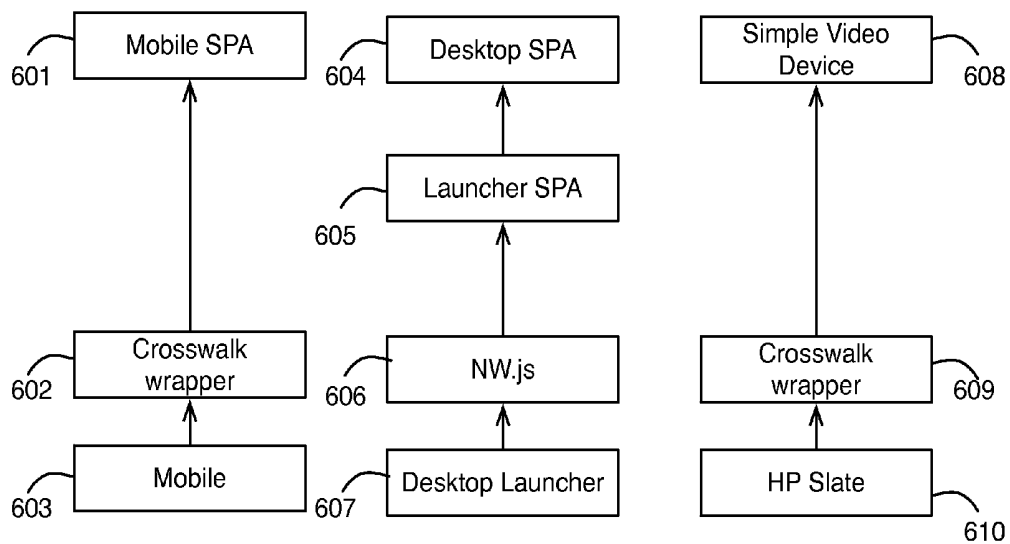 Mobile SPA
601
Desktop SPA
604
Simple Video
Device
608
Launcher SPA
605
Crosswalk
wrapper
602
NW.js
606
Crosswalk
wrapper
609
Mobile
603
Desktop Launcher
607
HP Slate
610